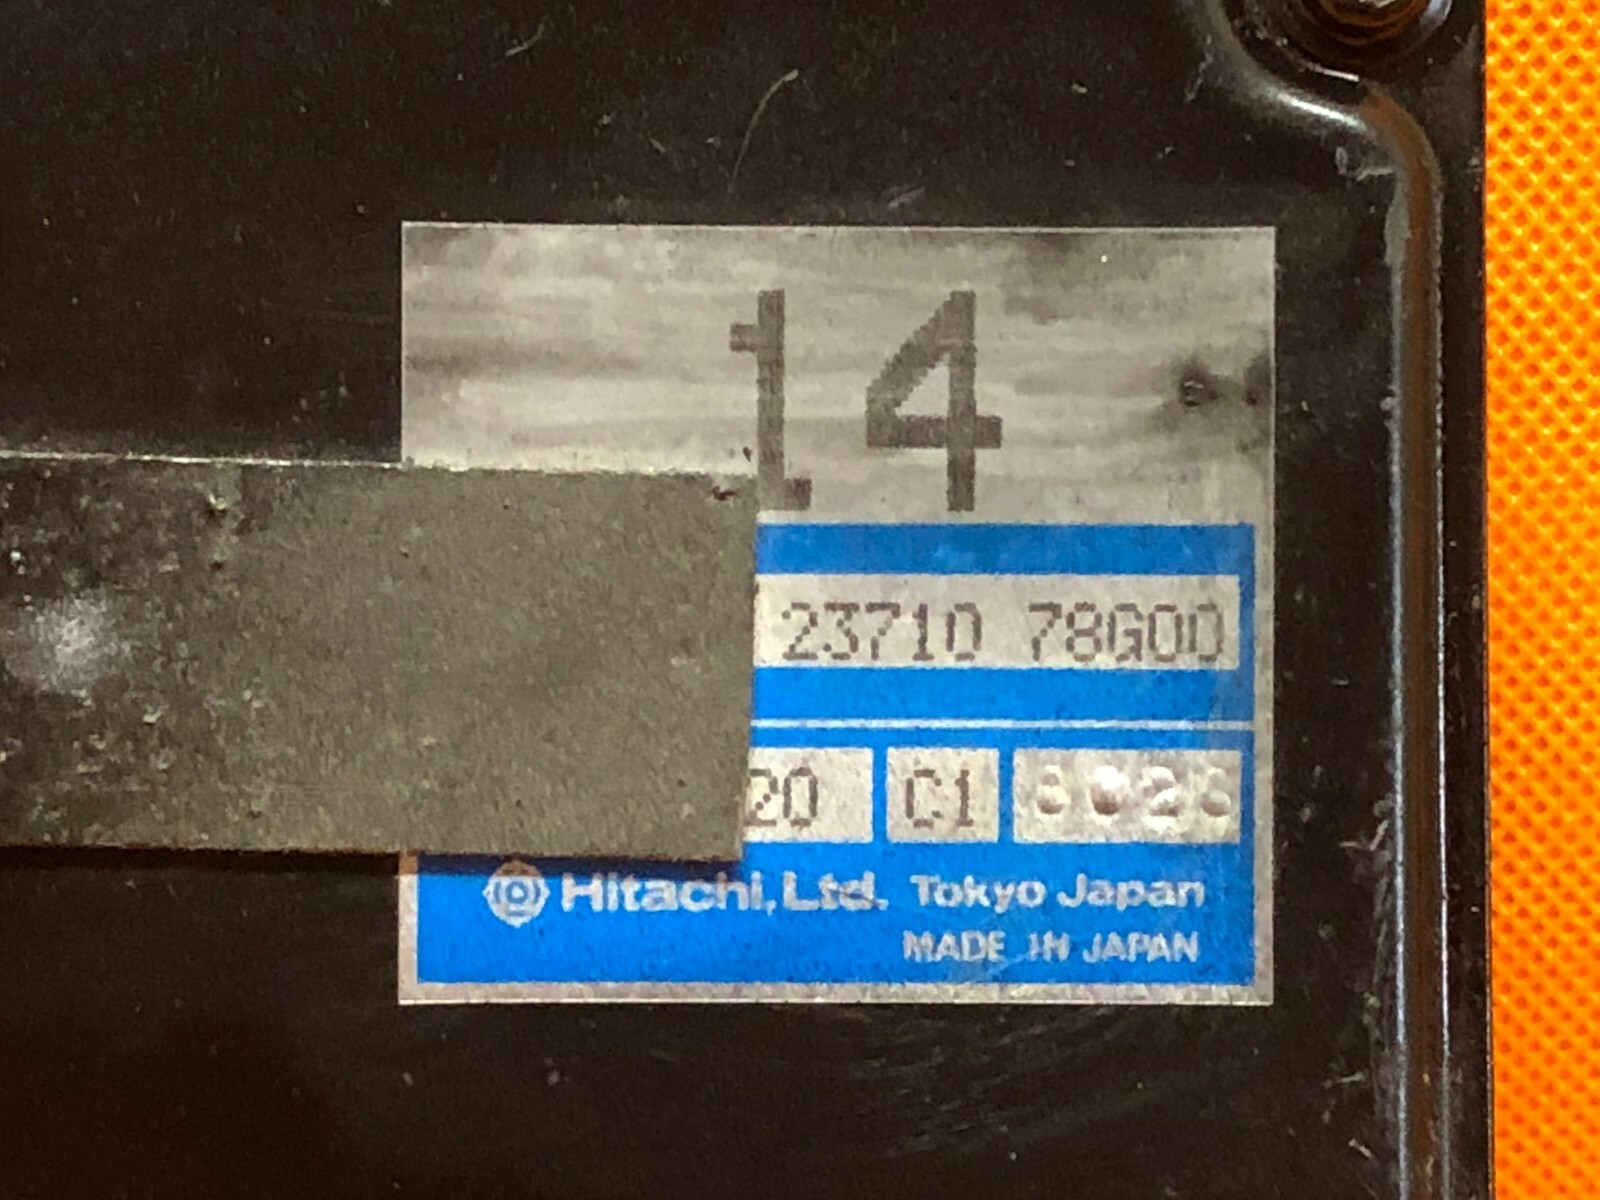 14
23710 78G00
20 C1
Hitachi, Ltd. Tokyo Japan
MADE IN JAPAN